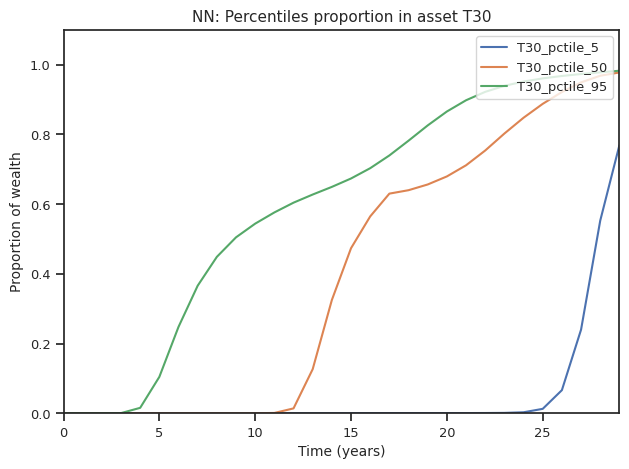 NN: Percentiles proportion in asset T30
T30_pctile_5
T30_pctile_50
T30_pctile_95
Proportion of wealth
1.0
0.8
0.6
0.4
0.2
0.0
0 5 10 15 20 25
Time (years)